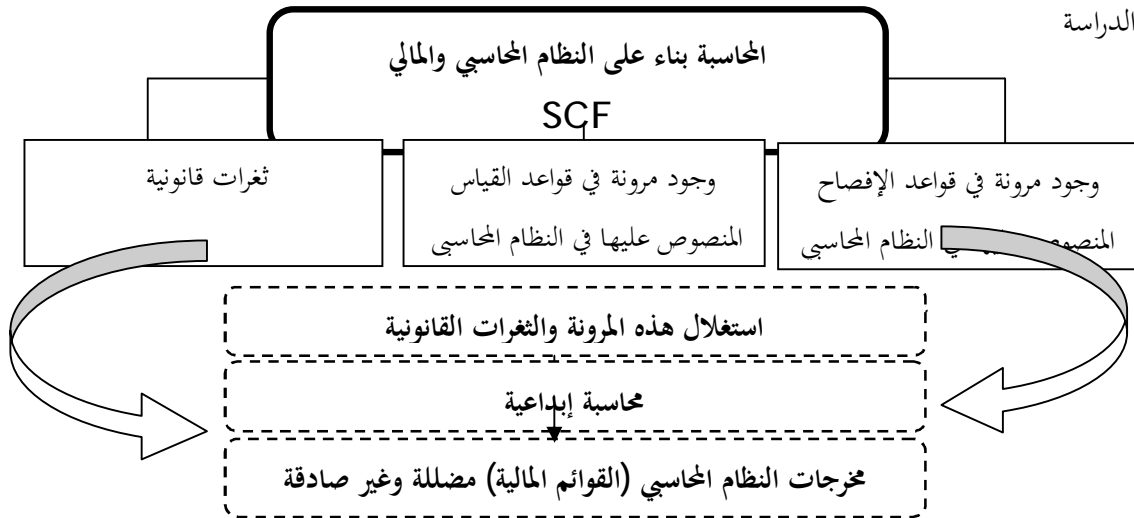 الدراسة
المحاسبة بناء على النظام المحاسبي والمالي
SCF
وجود مرونة في قواعد الإفصاح
المنصوص في النظام المحاسبي
وجود مرونة في قواعد القياس
المنصوص عليها في النظام المحاسبي
ثغرات قانونية
استغلال هذه المرونة والثغرات القانونية
محاسبة إبداعية
مخرجات النظام المحاسبي (القوائم المالية) مضللة وغير صادقة